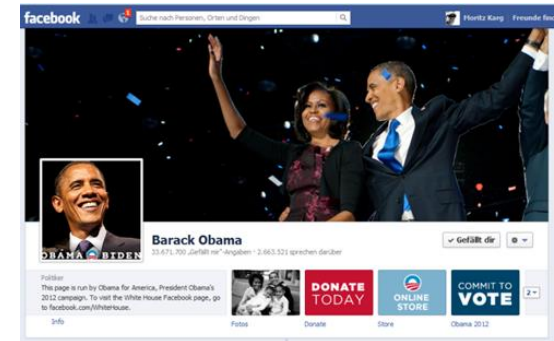 facebook
1
Suche nach Personen, Orten und Dingen
Moritz Karg
Freunde
OBAMA BIDEN
Barack Obama
33.671.700 „Gefällt mir“-Angaben · 2.663.521 sprechen darüber
Gefällt dir
Politiker
This page is run by Obama for America, President Obama's
2012 campaign. To visit the White House Facebook page, go
to facebook.com/WhiteHouse.
Info
Fotos
DONATE
TODAY
Donate
ONLINE
STORE
Store
COMMIT TO
VOTE
Obama 2012
2